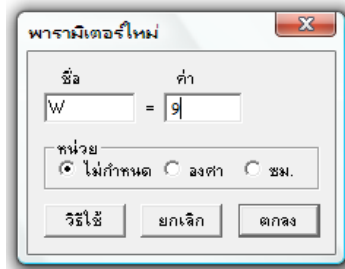 พารามิเตอร์ใหม่
ชื่อ ค่า
W = 9
หน่วย
ไม่กำหนด องศา ซม.
วิธีใช้ ยกเลิก ตกลง